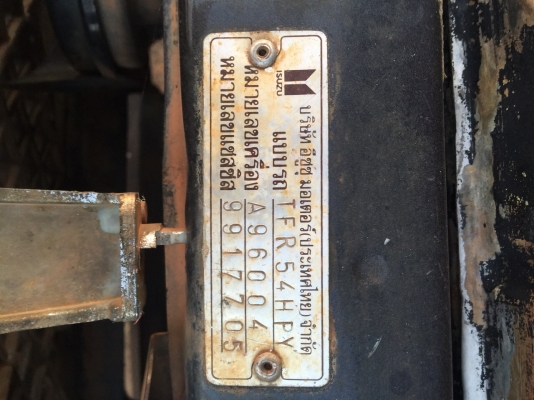 ISUZU
บริษัท อีซูซุ มอเตอร์(ประเทศไทย)จำกัด
แบบรถ TFR54HPY
หมายเลขเครื่อง A96004
หมายเลขแชสซิส 9917705